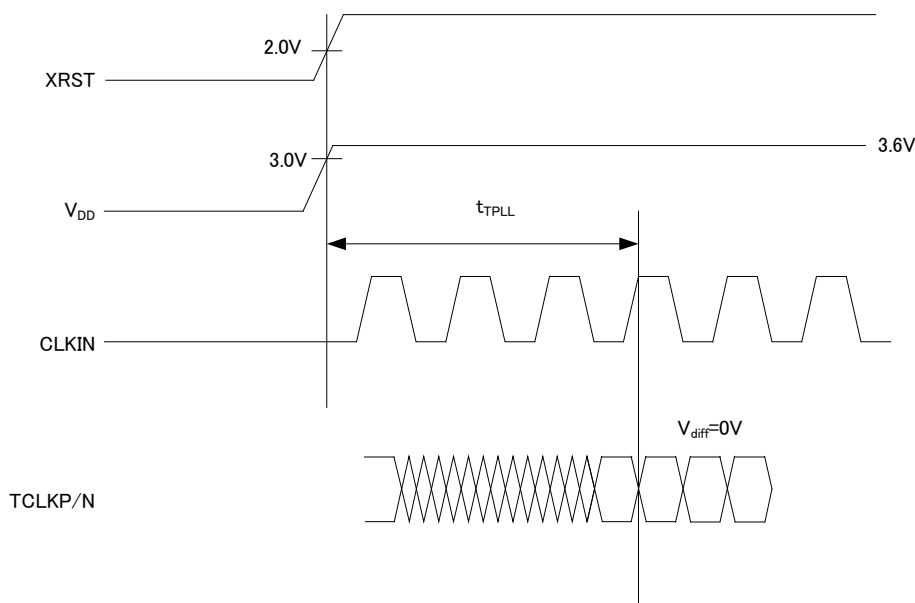 2.0V
XRST
3.0V
3.6V
VDD
tTPLL
CLKIN
Vdiff=0V
TCLKP/N